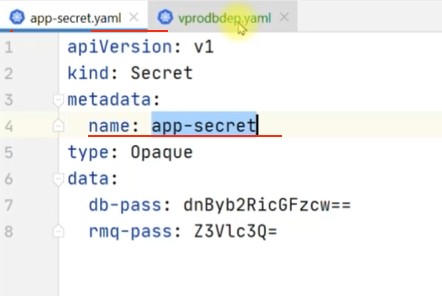 app-secret.yaml vprodbdep.yaml
1 apiVersion: v1
2 kind: Secret
3 metadata:
4 name: app-secret
5 type: Opaque
6 data:
7 db-pass: dnByb2RicGFzcw==
8 rmq-pass: Z3Vlc3Q=